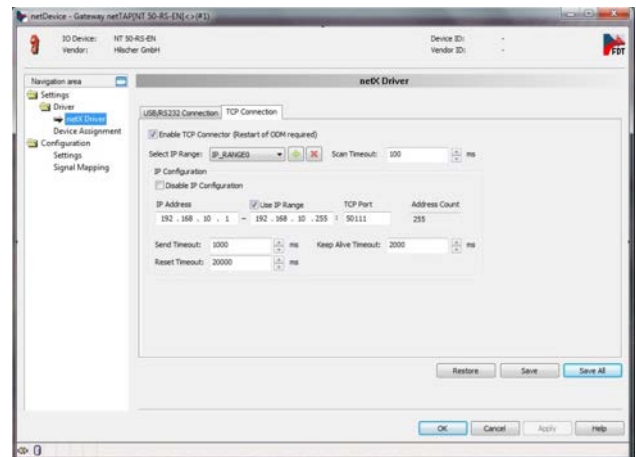 netDevice - Gateway netTAP[NT 50-RS-EN]<>(#1)
IO Device: NT 50-RS-EN Device ID: -
Vendor: Hilscher GmbH Vendor ID: -
FDT
Navigation area netX Driver
Settings
Driver
netX Driver
Device Assignment
Configuration
Settings
Signal Mapping
USB/RS232 Connection TCP Connection
Enable TCP Connector (Restart of ODM required)
Select IP Range: IP_RANGE0 Scan Timeout: 100 ms
IP Configuration
Disable IP Configuration
IP Address Use IP Range TCP Port Address Count
192 . 168 . 10 . 1 - 192 . 168 . 10 . 255 : 50111 255
Send Timeout: 1000 ms Keep Alive Timeout: 2000 ms
Reset Timeout: 20000 ms
Restore Save Save All
OK Cancel Apply Help